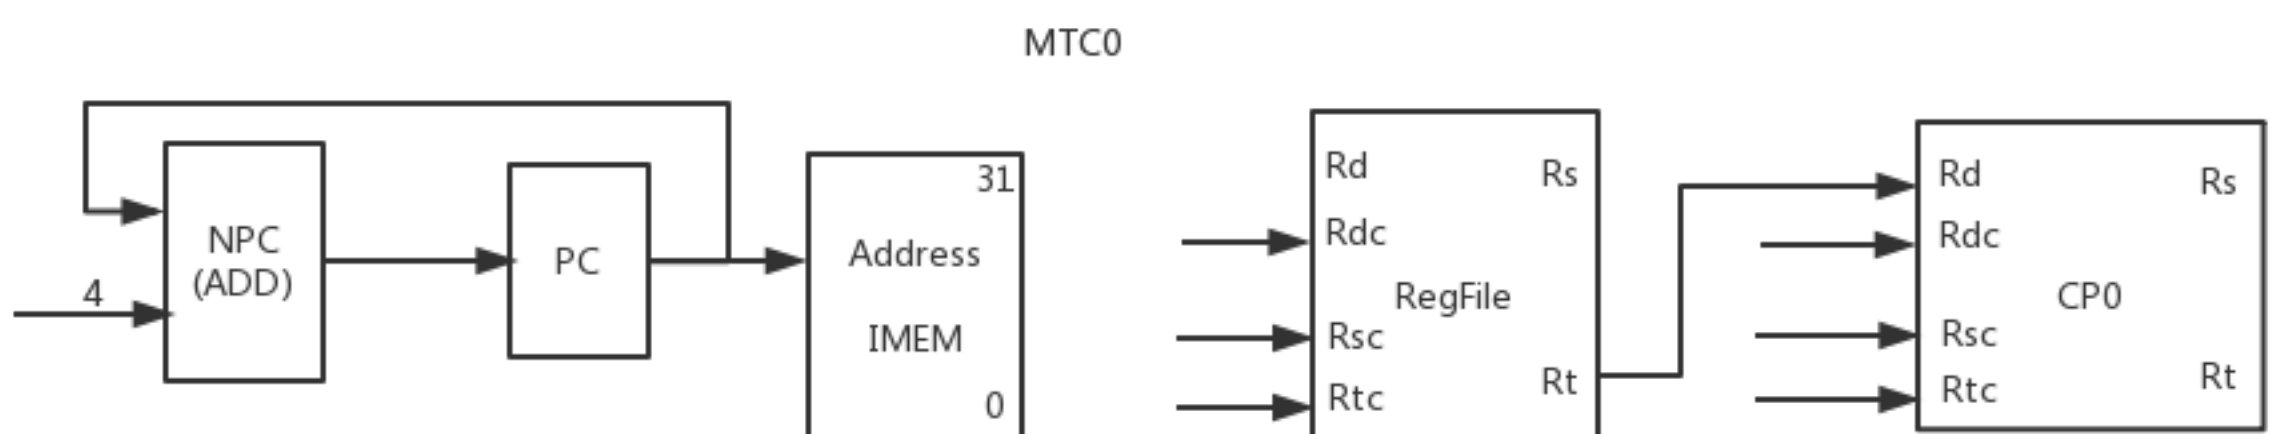 MTC0
NPC
(ADD)
4
PC
31
Address
IMEM
0
Rd
Rs
Rdc
RegFile
Rsc
Rt
Rtc
Rd
Rs
Rdc
CP0
Rsc
Rt
Rtc